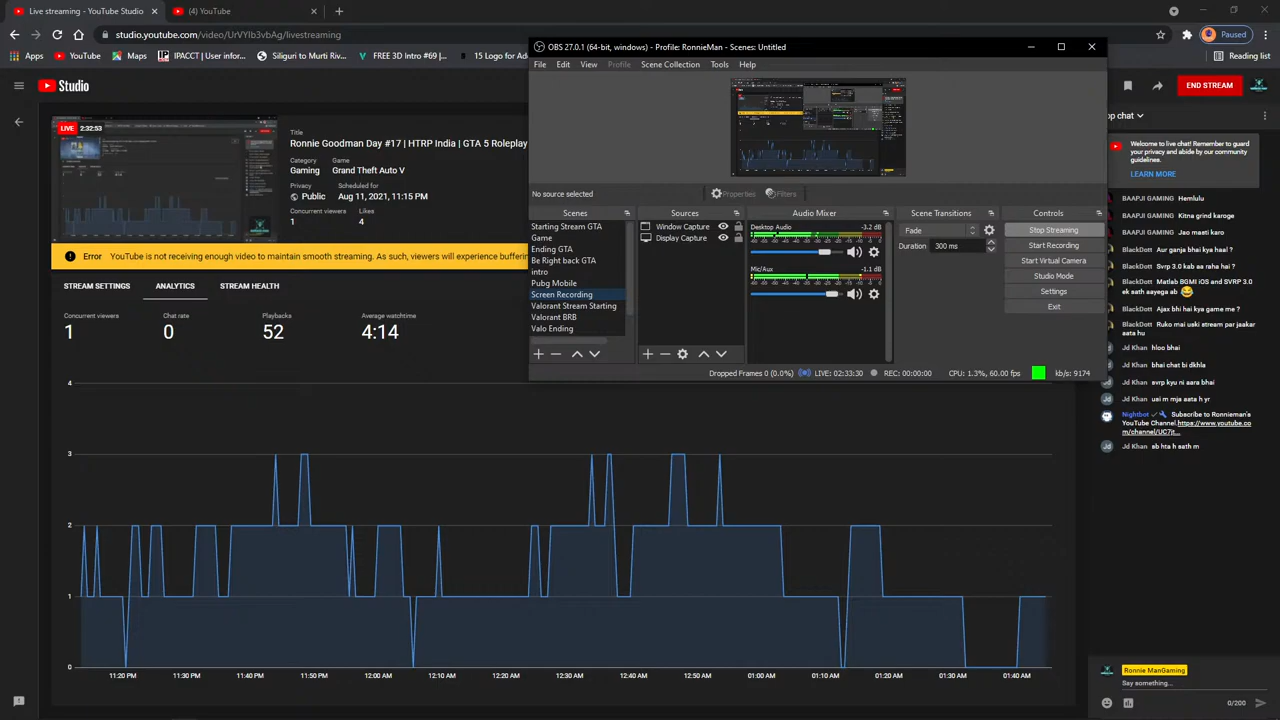 Live streaming - YouTube Studio
(4) YouTube
studio.youtube.com/video/UrVYIb3vbAg/livestreaming
Paused
Apps
YouTube
Maps
IPACCT | User infor...
Siliguri to Murti Riv...
FREE 3D Intro #69 |...
15 Logo Ado
Reading list
Studio
END STREAM
LIVE 2:32:53
Title
Ronnie Goodman Day #17 | HTRP India | GTA 5 Roleplay
Category
Gaming
Game
Grand Theft Auto V
Privacy
Public
Scheduled for
Aug 11, 2021, 11:15 PM
Concurrent viewers
1
Likes
4
Error YouTube is not receiving enough video to maintain smooth streaming. As such, viewers will experience buffering
STREAM SETTINGS
ANALYTICS
STREAM HEALTH
Concurrent viewers
1
Chat rate
0
Playbacks
52
Average watchtime
4:14
4
3
2
1
0
11:20 PM
11:30 PM
11:40 PM
11:50 PM
12:00 AM
12:10 AM
12:20 AM
12:30 AM
12:40 AM
12:50 AM
01:00 AM
01:10 AM
01:20 AM
01:30 AM
01:40 AM
OBS 27.0.1 (64-bit, windows) - Profile: RonnieMan - Scenes: Untitled
File
Edit
View
Profile
Scene Collection
Tools
Help
No source selected
Properties
Filters
Scenes
Starting Stream GTA
Game
Ending GTA
Be Right back GTA
intro
Pubg Mobile
Screen Recording
Valorant Stream Starting
Valorant BRB
Valo Ending
Sources
Window Capture
Display Capture
Audio Mixer
Desktop Audio
-3.2 dB
Mic/Aux
-1.1 dB
Scene Transitions
Fade
Duration
300 ms
Controls
Stop Streaming
Start Recording
Start Virtual Camera
Studio Mode
Settings
Exit
Dropped Frames 0 (0.0%)
LIVE: 02:33:30
REC: 00:00:00
CPU: 1.3%, 60.00 fps
kb/s: 9174
op chat
Welcome to live chat! Remember to guard
your privacy and abide by our community
guidelines.
LEARN MORE
BAAPJI GAMING Hemlulu
BAAPJI GAMING Kitna grind karoge
BAAPJI GAMING Jao masti karo
BlackDott Aur ganja bhai kya haal ?
BlackDott Svrp 3.0 kab aa raha hai ?
BlackDott Matlab BGMI iOS and SVRP 3.0
ek sath aayega ab 😂
BlackDott Ajax bhi hai kya game me ?
BlackDott Ruko mai uski stream par jaakar
aata hu
Jd Khan hloo bhai
Jd Khan bhai chat bi dkhla
Jd Khan svrp kyu ni aara bhai
Jd Khan usi m mja aata h yr
Nightbot Subscribe to Ronnieman's
YouTube Channel.https://www.youtube.co
m/channel/UC7jt...
Jd Khan ab hta h sath m
Ronnie ManGaming
Say something...
0/200